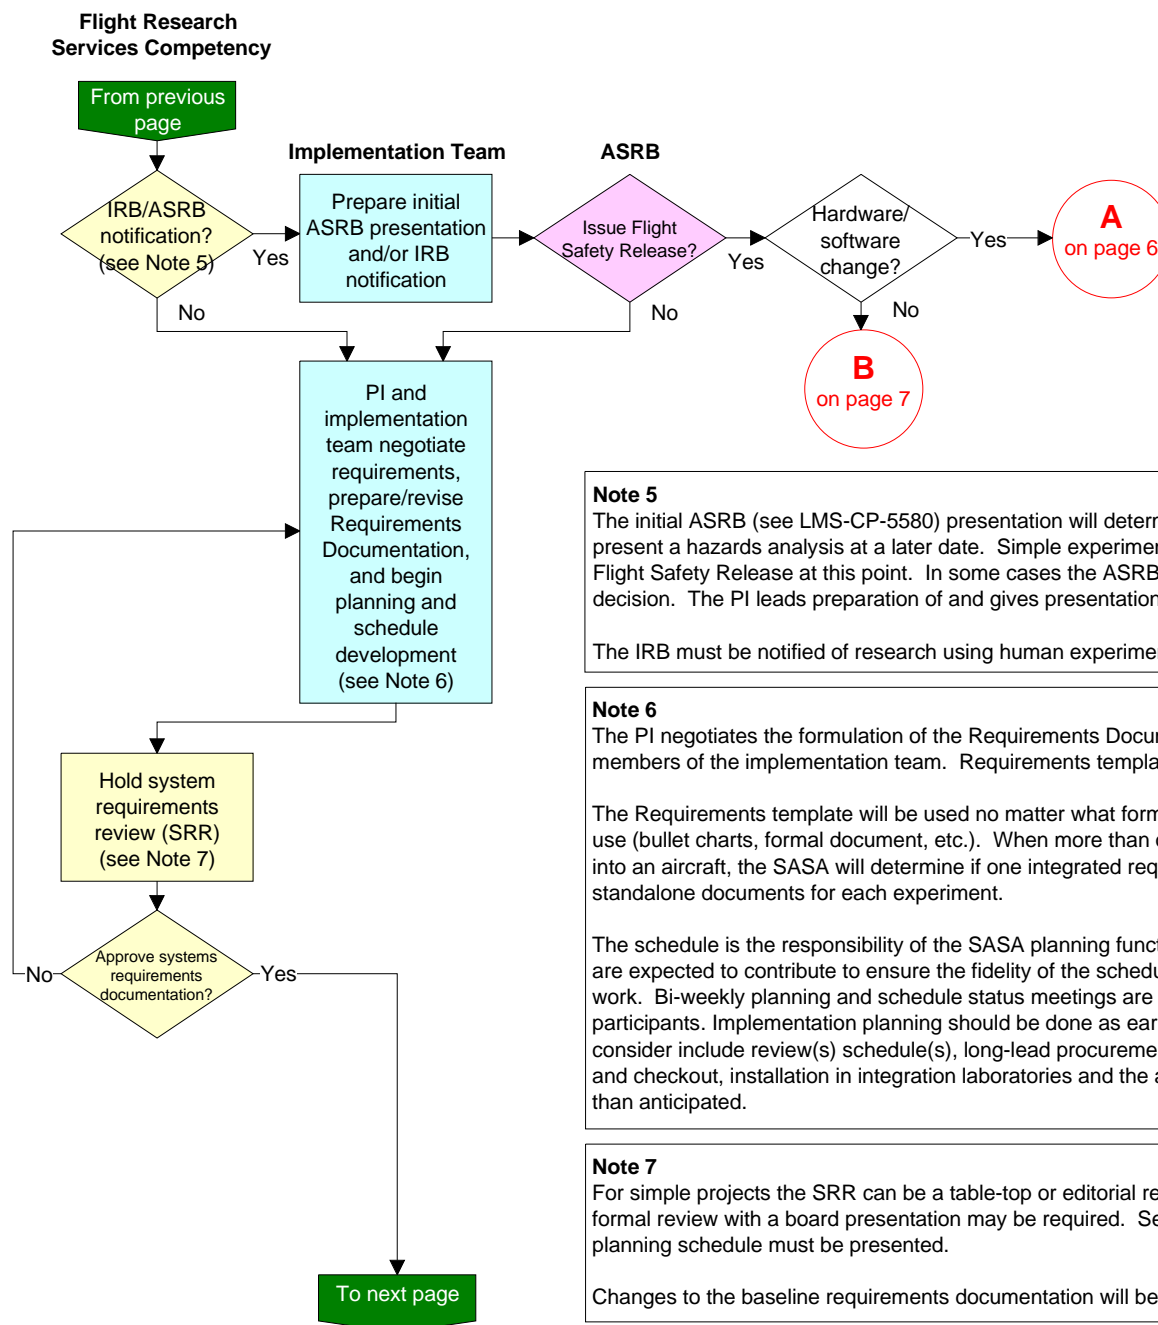 Flight Research
Services Competency
From previous
page
Implementation Team
ASRB
IRB/ASRB
notification?
(see Note 5)
Yes
Prepare initial
ASRB presentation
and/or IRB
notification
Issue Flight
Safety Release?
Yes
Hardware/
software
change?
Yes
A
on page 6
No
No
No
B
on page 7
PI and
implementation
team negotiate
requirements,
prepare/revise
Requirements
Documentation,
and begin
planning and
schedule
development
(see Note 6)
Hold system
requirements
review (SRR)
(see Note 7)
Approve systems
requirements
documentation?
No
Yes
To next page
Note 5
The initial ASRB (see LMS-CP-5580) presentation will determ
present a hazards analysis at a later date. Simple experimen
Flight Safety Release at this point. In some cases the ASRB
decision. The PI leads preparation of and gives presentation
The IRB must be notified of research using human experime
Note 6
The PI negotiates the formulation of the Requirements Docum
members of the implementation team. Requirements templa
The Requirements template will be used no matter what form
use (bullet charts, formal document, etc.). When more than o
into an aircraft, the SASA will determine if one integrated requ
standalone documents for each experiment.
The schedule is the responsibility of the SASA planning funct
are expected to contribute to ensure the fidelity of the schedu
work. Bi-weekly planning and schedule status meetings are
participants. Implementation planning should be done as ear
consider include review(s) schedule(s), long-lead procureme
and checkout, installation in integration laboratories and the a
than anticipated.
Note 7
For simple projects the SRR can be a table-top or editorial re
formal review with a board presentation may be required. Se
planning schedule must be presented.
Changes to the baseline requirements documentation will be